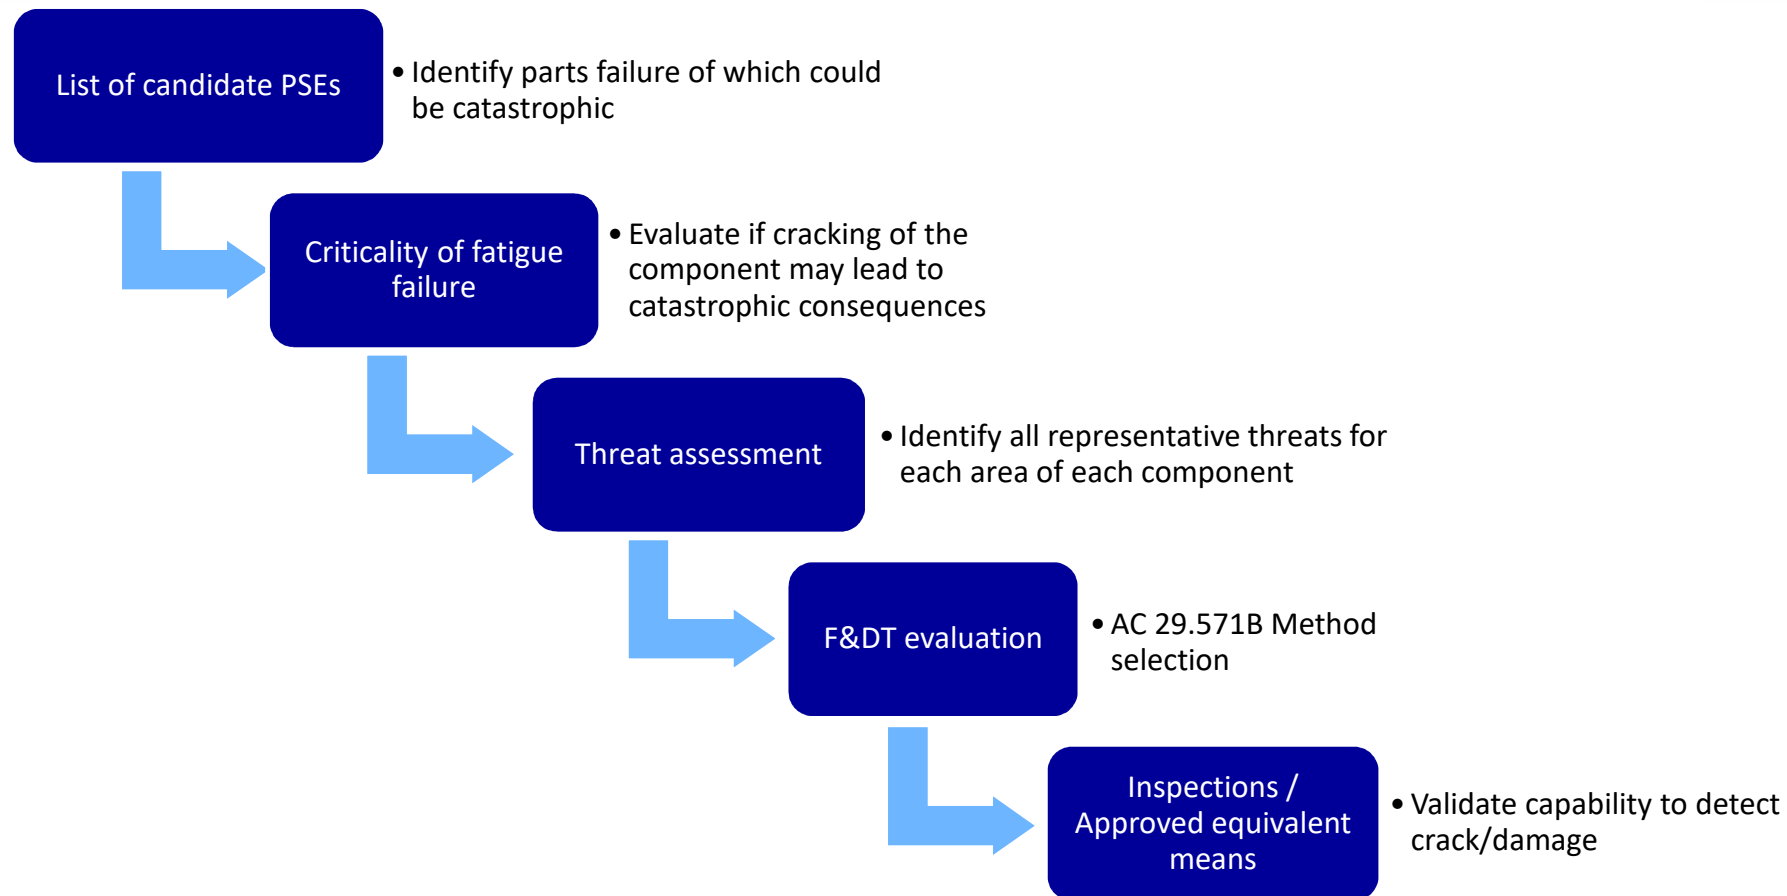 List of candidate PSEs
• Identify parts failure of which could
be catastrophic
Criticality of fatigue
failure
• Evaluate if cracking of the
component may lead to
catastrophic consequences
Threat assessment
• Identify all representative threats for
each area of each component
F&DT evaluation
• AC 29.571B Method
selection
Inspections /
Approved equivalent
means
• Validate capability to detect
crack/damage